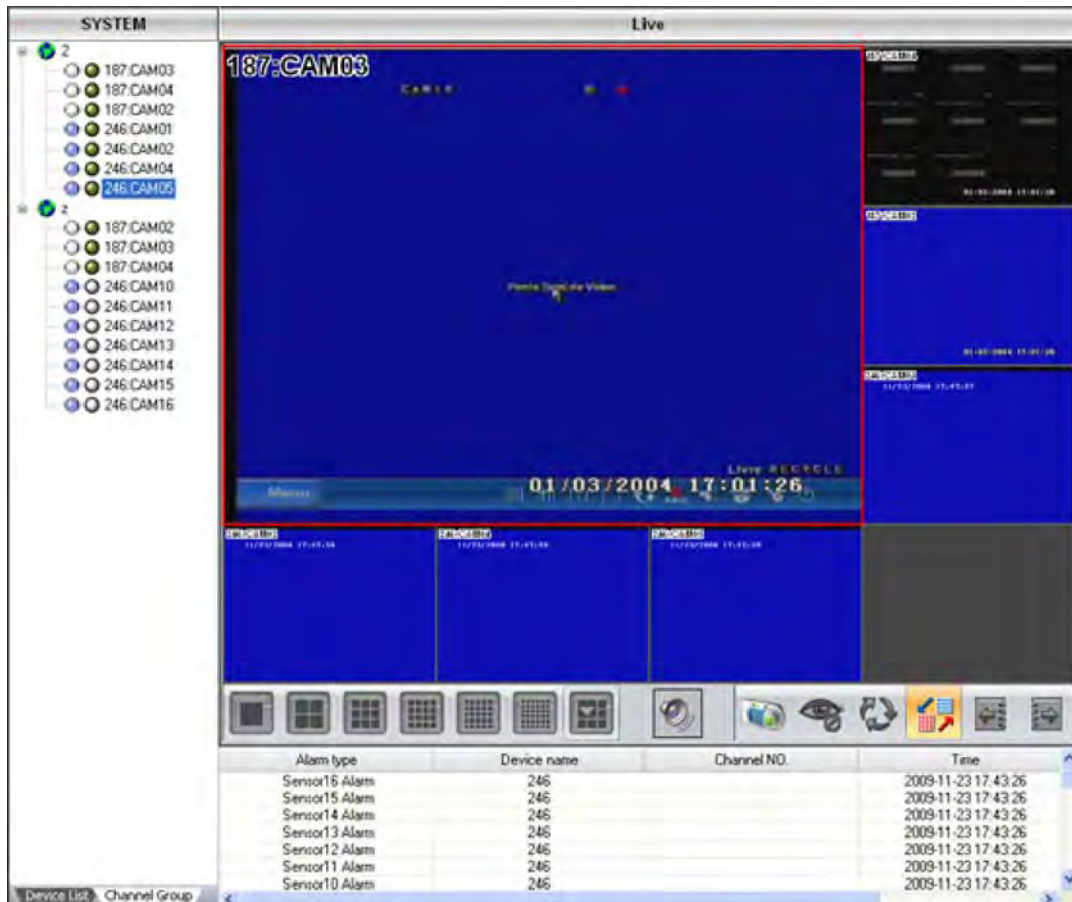 SYSTEM
Live
2
187:CAM03
187:CAM04
187:CAM02
246:CAM01
246:CAM02
246:CAM04
246:CAM05
2
187:CAM02
187:CAM03
187:CAM04
246:CAM10
246:CAM11
246:CAM12
246:CAM13
246:CAM14
246:CAM15
246:CAM16
187:CAM03
RECYCLE
01/03/2004 17:01:26
Alarm type Device name Channel NO. Time
Sensor16 Alarm 246 2009-11-23 17:43:26
Sensor15 Alarm 246 2009-11-23 17:43:26
Sensor14 Alarm 246 2009-11-23 17:43:26
Sensor13 Alarm 246 2009-11-23 17:43:26
Sensor12 Alarm 246 2009-11-23 17:43:26
Sensor11 Alarm 246 2009-11-23 17:43:26
Sensor10 Alarm 246 2009-11-23 17:43:26
Device List Channel Group